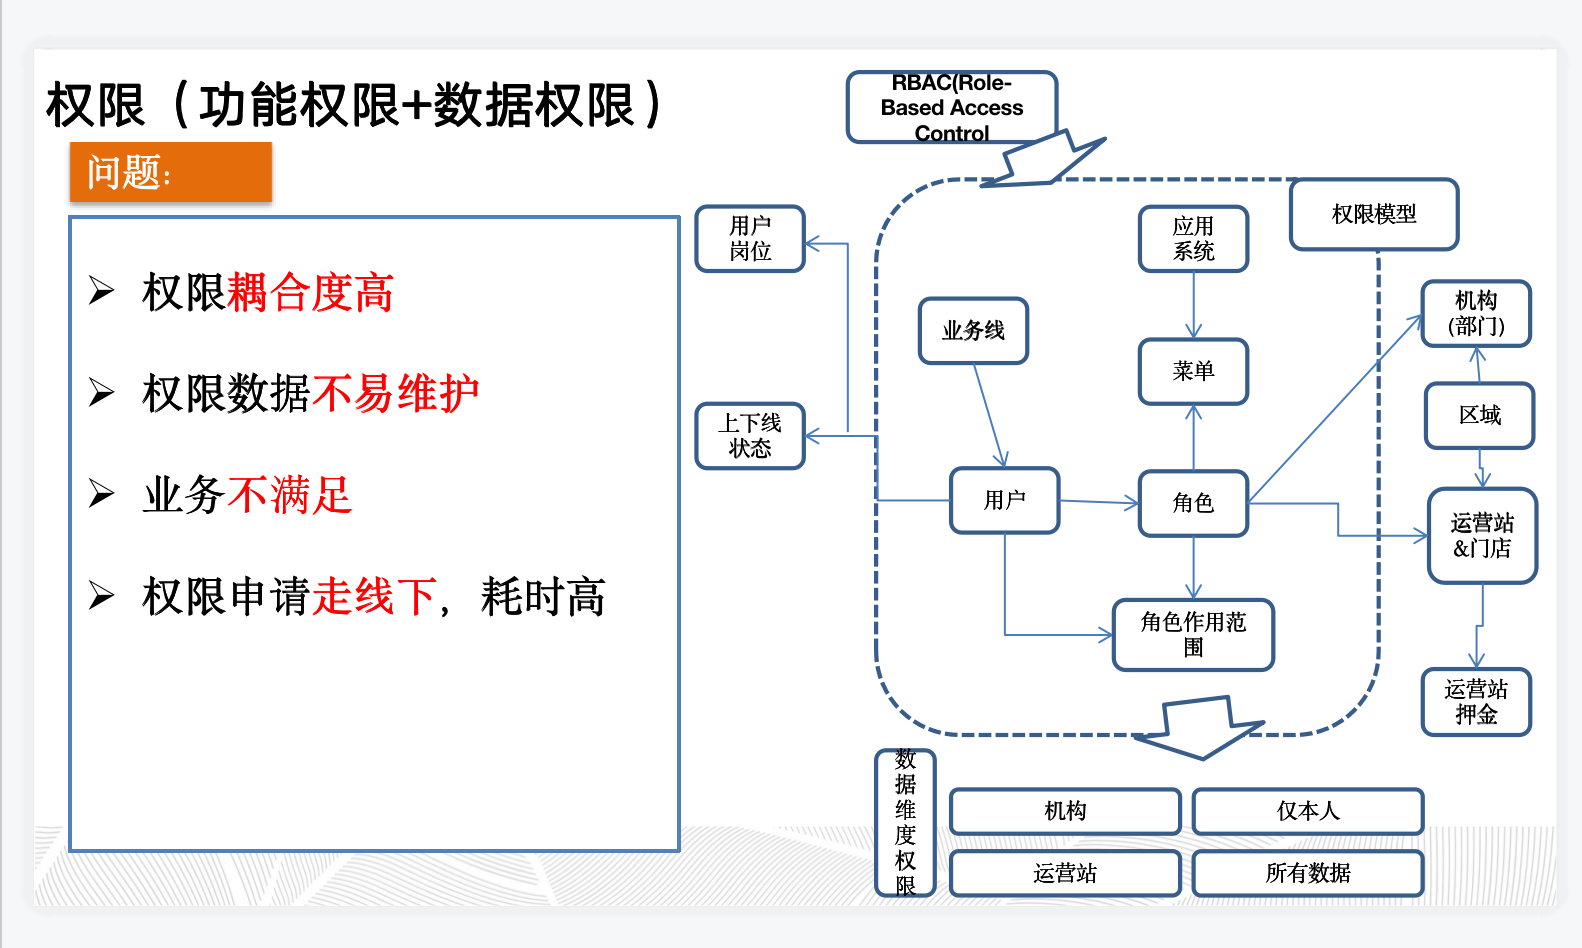 权限（功能权限+数据权限）
问题：
权限耦合度高
权限数据不易维护
业务不满足
权限申请走线下，耗时高
RBAC(Role-
Based Access
Control
权限模型
用户
岗位
应用
系统
机构
(部门)
业务线
菜单
区域
上下线
状态
用户
角色
运营站
&门店
角色作用范
围
运营站
押金
数
据
维
度
权
限
机构
仅本人
运营站
所有数据